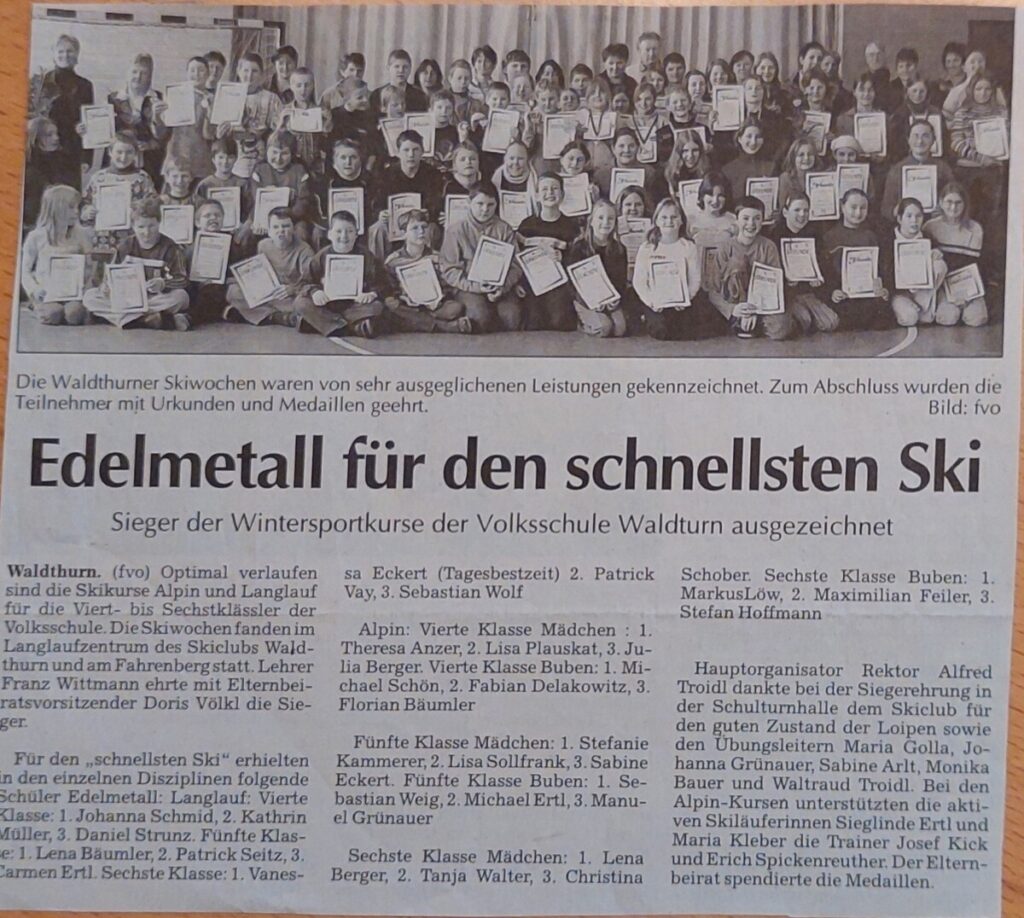 Die Waldthurner Skiwochen waren von sehr ausgeglichenen Leistungen gekennzeichnet. Zum Abschluss wurden die
Teilnehmer mit Urkunden und Medaillen geehrt. Bild: fvo
Edelmetall für den schnellsten Ski
Sieger der Wintersportkurse der Volksschule Waldturn ausgezeichnet
Waldthurn. (fvo) Optimal verlaufen
sind die Skikurse Alpin und Langlauf
für die Viert- bis Sechstklässler der
Volksschule. Die Skiwochen fanden im
Langlaufzentrum des Skiclubs Wald-
thurn und am Fahrenberg statt. Lehrer
Franz Wittmann ehrte mit Elternbei-
ratsvorsitzender Doris Völkl die Sie-
ger.
Für den „schnellsten Ski" erhielten
in den einzelnen Disziplinen folgende
Schüler Edelmetall: Langlauf: Vierte
Klasse: 1. Johanna Schmid, 2. Kathrin
Müller, 3. Daniel Strunz. Fünfte Klas-
se: 1. Lena Bäumler, 2. Patrick Seitz, 3.
Carmen Ertl. Sechste Klasse: 1. Vanes-
sa Eckert (Tagesbestzeit) 2. Patrick
Vay, 3. Sebastian Wolf
Alpin: Vierte Klasse Mädchen : 1.
Theresa Anzer, 2. Lisa Plauskat, 3. Ju-
lia Berger. Vierte Klasse Buben: 1. Mi-
chael Schön, 2. Fabian Delakowitz, 3.
Florian Bäumler
Fünfte Klasse Mädchen: 1. Stefanie
Kammerer, 2. Lisa Sollfrank, 3. Sabine
Eckert. Fünfte Klasse Buben: 1. Se-
bastian Weig, 2. Michael Ertl, 3. Manu-
el Grünauer
Sechste Klasse Mädchen: 1. Lena
Berger, 2. Tanja Walter, 3. Christina
Schober. Sechste Klasse Buben: 1.
MarkusLöw, 2. Maximilian Feiler, 3.
Stefan Hoffmann
Hauptorganisator Rektor Alfred
Troidl dankte bei der Siegerehrung in
der Schulturnhalle dem Skiclub für
den guten Zustand der Loipen sowie
den Übungsleitern Maria Golla, Jo-
hanna Grünauer, Sabine Arlt, Monika
Bauer und Waltraud Troidl. Bei den
Alpin-Kursen unterstützten die akti-
ven Skiläuferinnen Sieglinde Ertl und
Maria Kleber die Trainer Josef Kick
und Erich Spickenreuther. Der Eltern-
beirat spendierte die Medaillen.